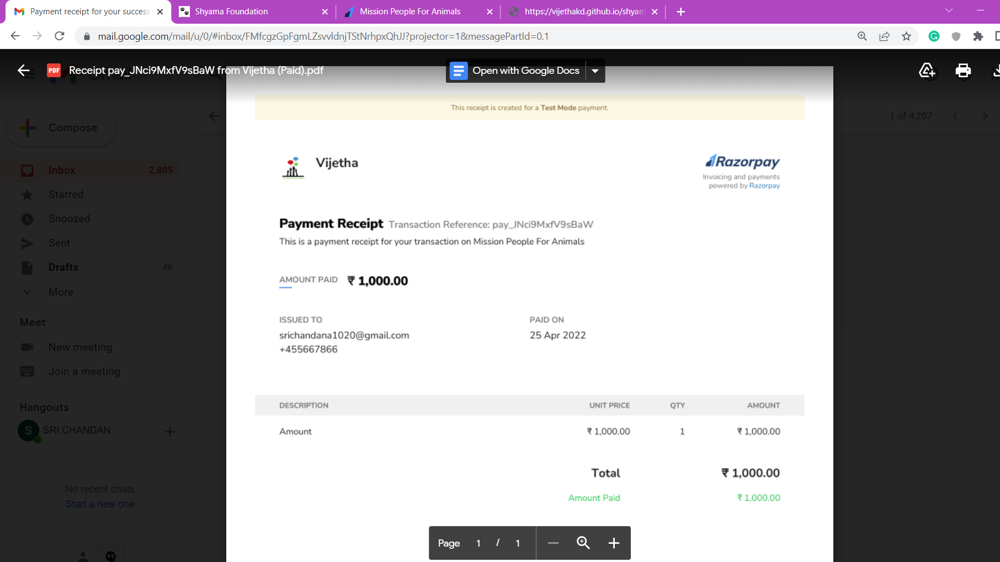 Payment receipt for your success
Shyama Foundation
Mission People For Animals
https://vijethakd.github.io/shyam
mail.google.com/mail/u/0/#inbox/FMfcgzGpFgmLZsvvldnjTStNrhpxQhJJ?projector=1&messagePartId=0.1
PDF
Receipt pay_JNci9MxfV9sBaW from Vijetha (Paid).pdf
Open with Google Docs
This receipt is created for a Test Mode payment.
Compose
1 of 4,207
Inbox 2,805
Starred
Snoozed
Sent
Drafts 46
More
Meet
New meeting
Join a meeting
Hangouts
S SRI CHANDAN
No recent chats
Start a new one
Vijetha
Razorpay
Invoicing and payments
powered by Razorpay
Payment Receipt Transaction Reference: pay_JNci9MxfV9sBaW
This is a payment receipt for your transaction on Mission People For Animals
AMOUNT PAID ₹ 1,000.00
ISSUED TO PAID ON
srichandana1020@gmail.com 25 Apr 2022
+455667866
DESCRIPTION UNIT PRICE QTY AMOUNT
Amount ₹ 1,000.00 1 ₹ 1,000.00
Total ₹ 1,000.00
Amount Paid ₹ 1,000.00
Page 1 / 1